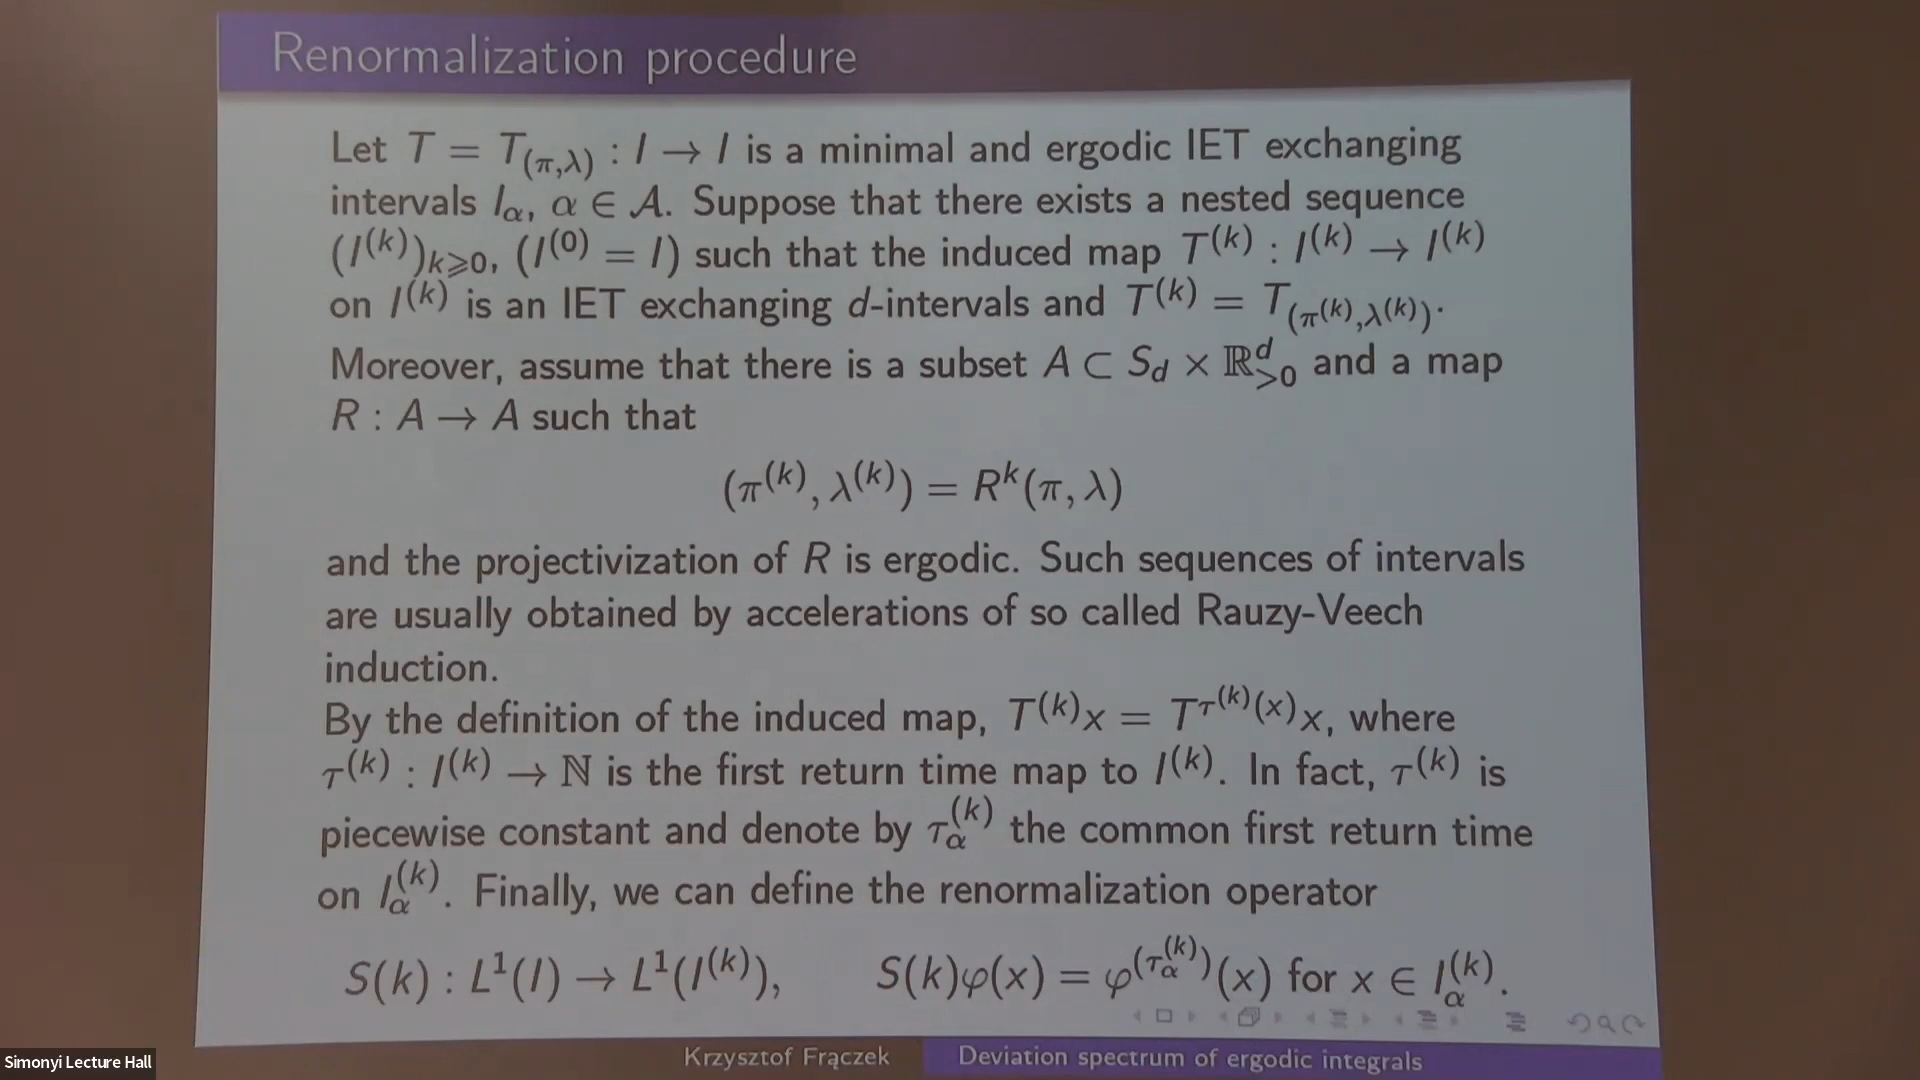 Renormalization procedure
Let T = T_(π,λ) : I → I is a minimal and ergodic IET exchanging
intervals I_α, α ∈ 𝒜. Suppose that there exists a nested sequence
(I^(k))_{k⩾0}, (I^(0) = I) such that the induced map T^(k) : I^(k) → I^(k)
on I^(k) is an IET exchanging d-intervals and T^(k) = T_(π^(k),λ^(k)).
Moreover, assume that there is a subset A ⊂ S_d × ℝ^d_{>0} and a map
R : A → A such that
(π^(k), λ^(k)) = R^k(π, λ)
and the projectivization of R is ergodic. Such sequences of intervals
are usually obtained by accelerations of so called Rauzy-Veech
induction.
By the definition of the induced map, T^(k)x = T^{τ^(k)(x)}x, where
τ^(k) : I^(k) → ℕ is the first return time map to I^(k). In fact, τ^(k) is
piecewise constant and denote by τ_α^(k) the common first return time
on I_α^(k). Finally, we can define the renormalization operator
S(k) : L^1(I) → L^1(I^(k)), S(k)φ(x) = φ^{(τ_α^(k))}(x) for x ∈ I_α^(k).
Krzysztof Frączek Deviation spectrum of ergodic integrals
Simonyi Lecture Hall